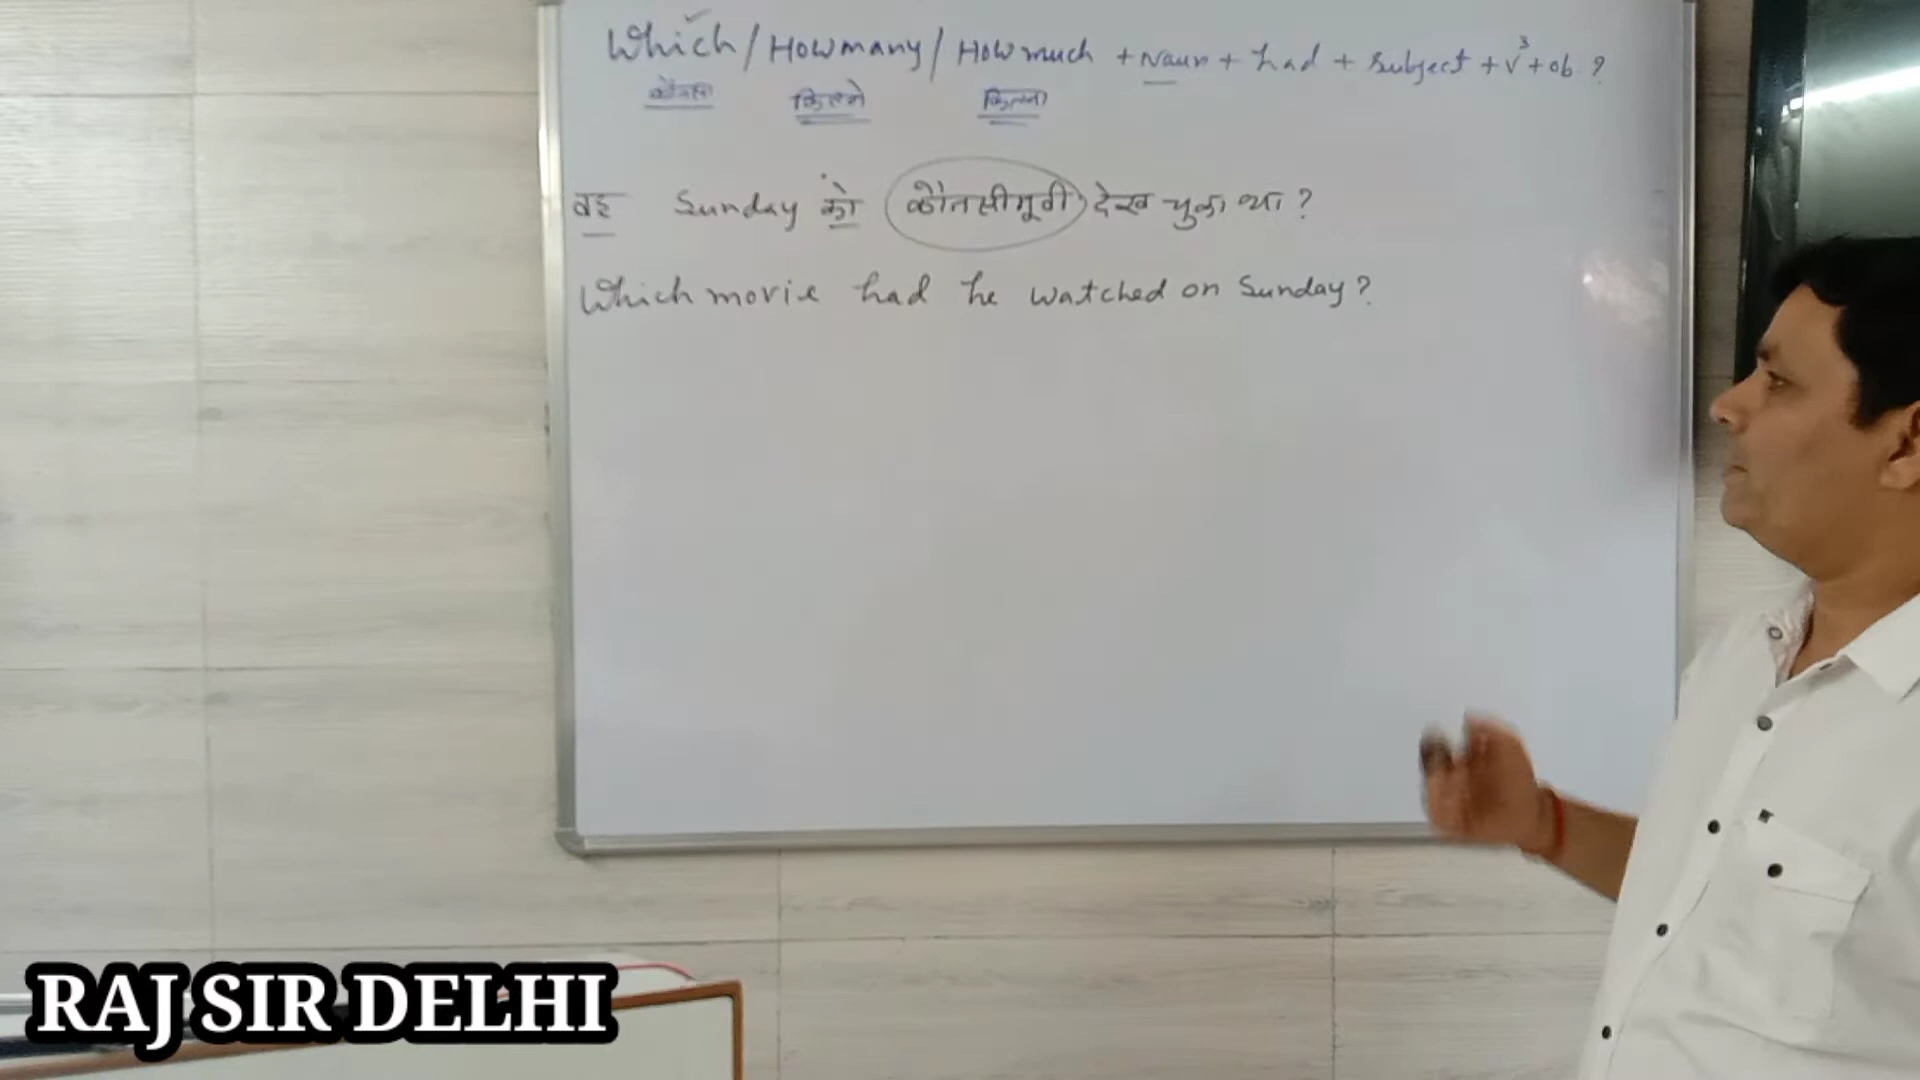 Which / How many / How much + Noun + had + Subject + V³ + ob ?
कौनसा कितने कितना
वह Sunday को कौनसी मूवी देख चुका था ?
Which movie had he watched on Sunday ?
RAJ SIR DELHI